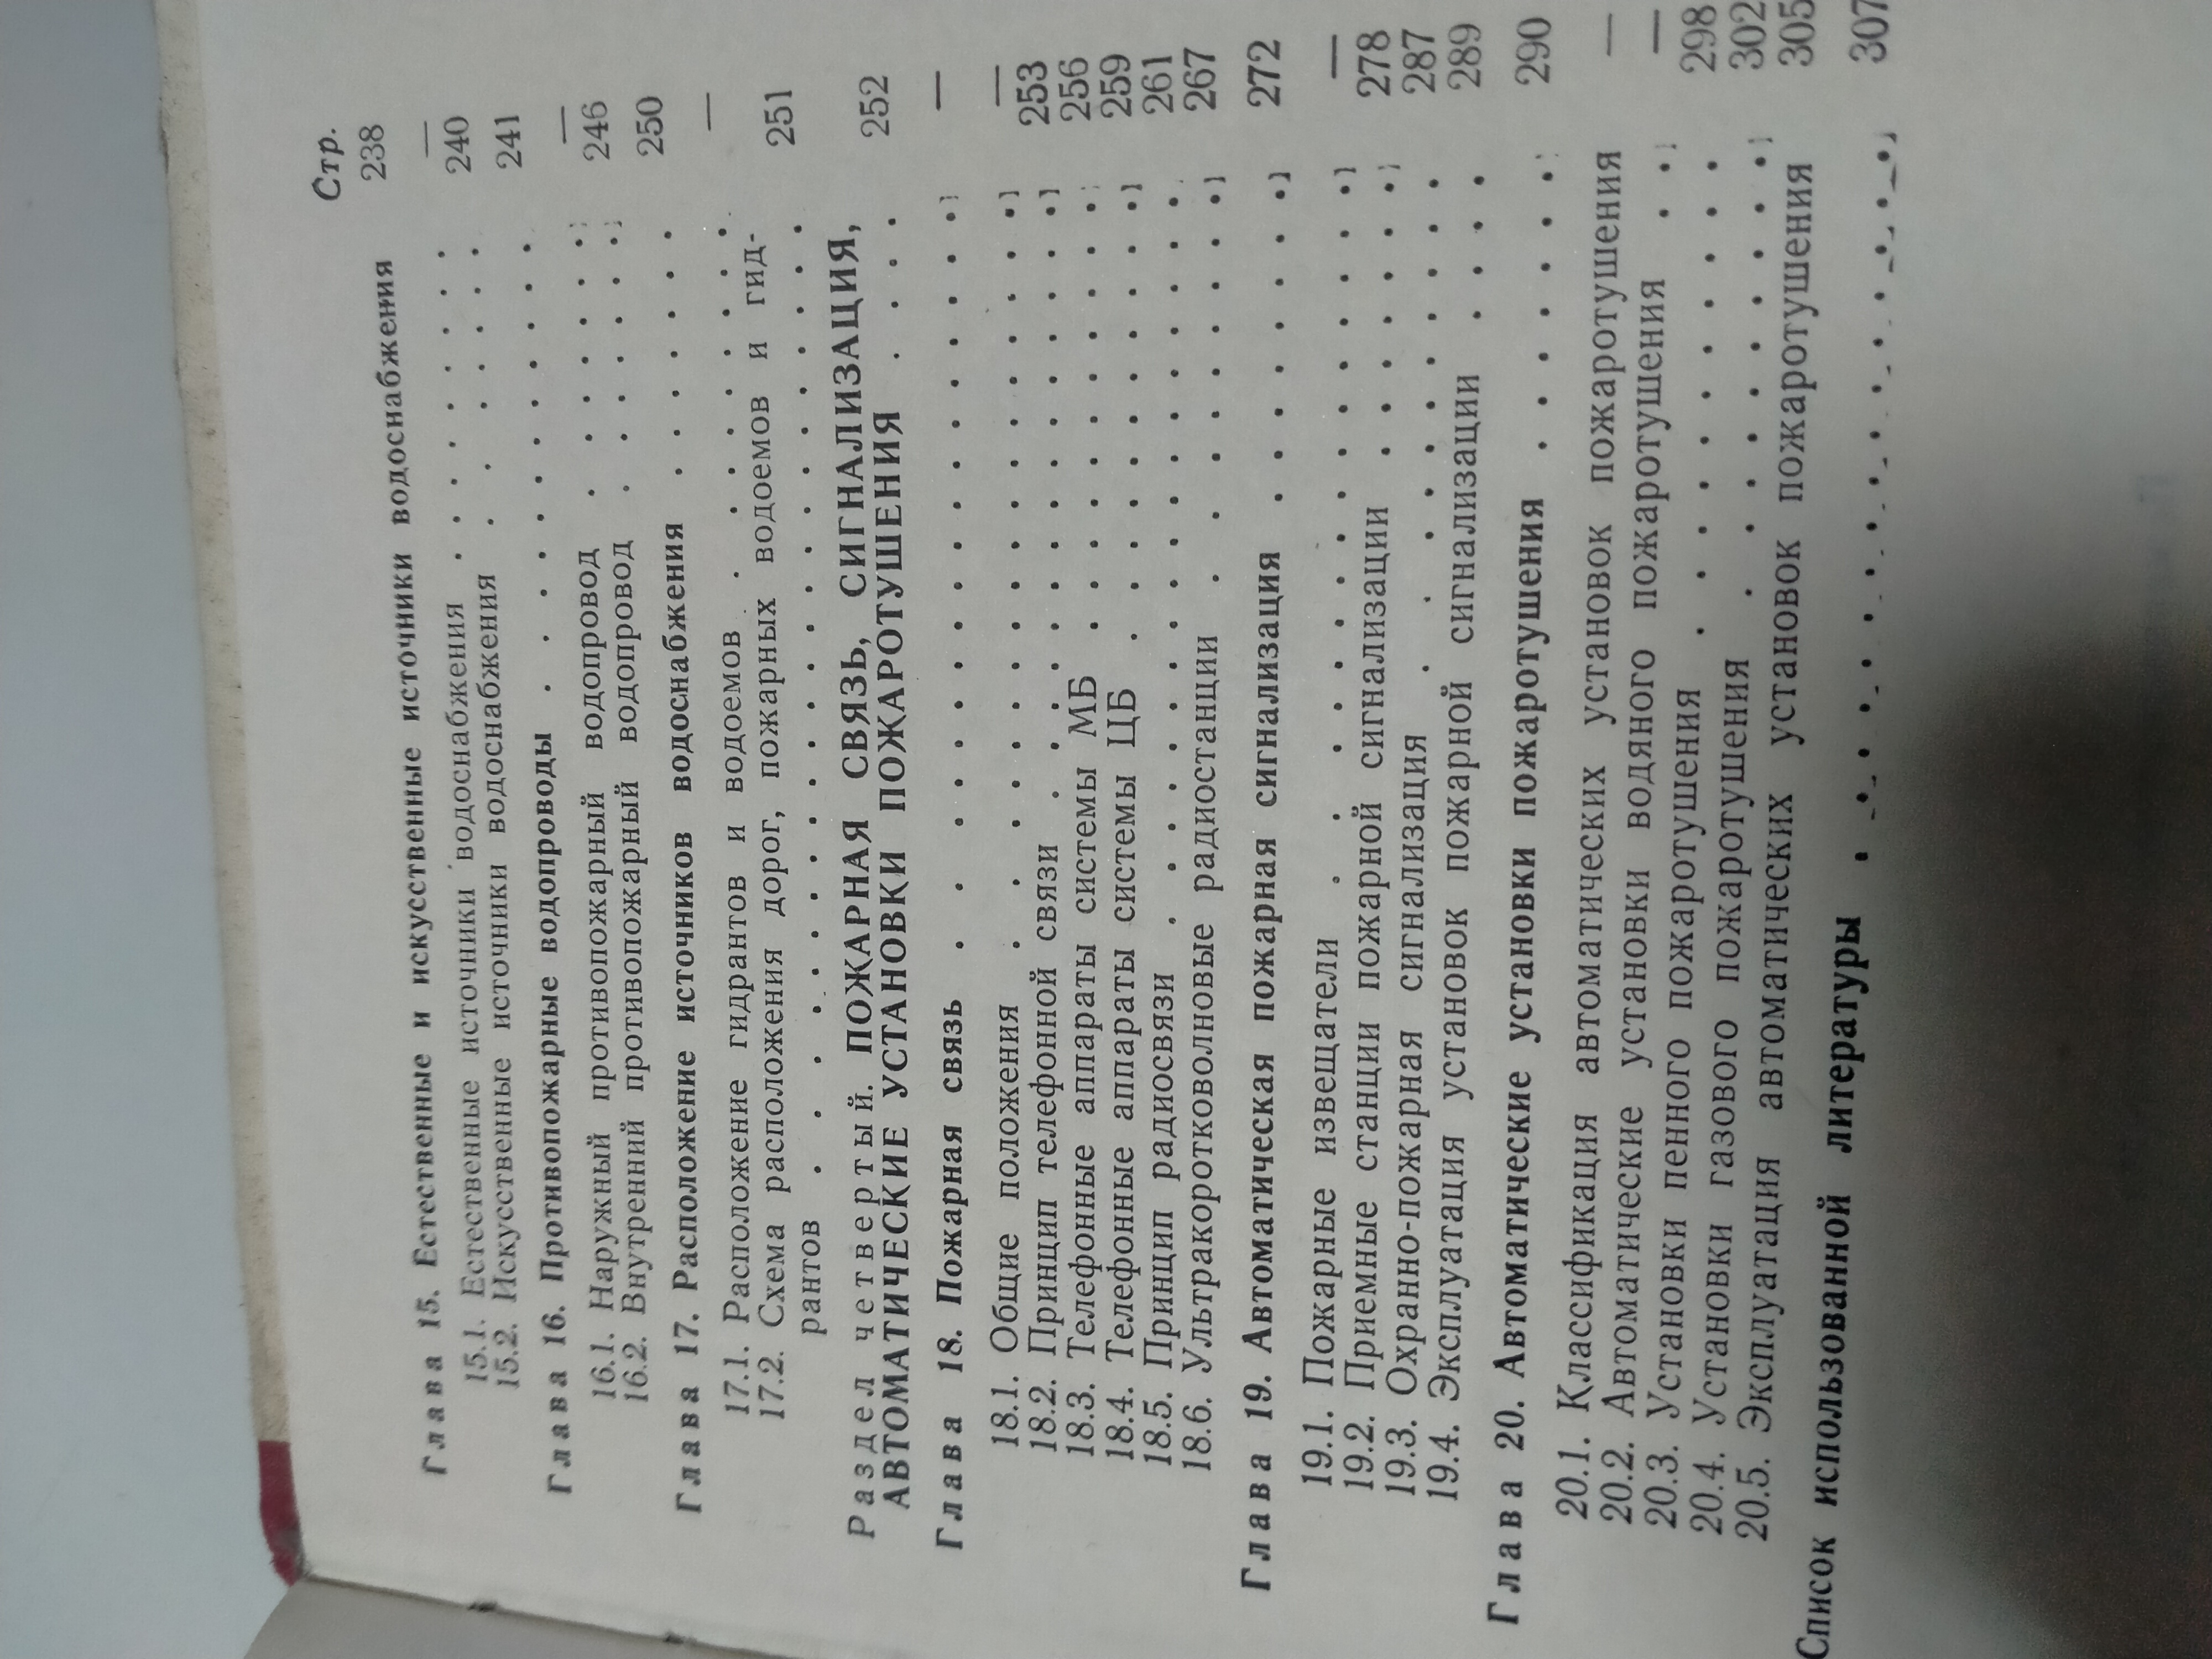 Стр.
Глава 15. Естественные и искусственные источники водоснабжения 238
15.1. Естественные источники водоснабжения . . . . . . —
15.2. Искусственные источники водоснабжения . . . . . 240
Глава 16. Противопожарные водопроводы . . . . . . . . 241
16.1. Наружный противопожарный водопровод . . . . . —
16.2. Внутренний противопожарный водопровод . . . . . 246
Глава 17. Расположение источников водоснабжения . . . . . 250
17.1. Расположение гидрантов и водоемов . . . . . . . —
17.2. Схема расположения дорог, пожарных водоемов и гид-
рантов . . . . . . . . . . . . . . . . . 251
Раздел четвертый. ПОЖАРНАЯ СВЯЗЬ, СИГНАЛИЗАЦИЯ,
АВТОМАТИЧЕСКИЕ УСТАНОВКИ ПОЖАРОТУШЕНИЯ . . . . 252
Глава 18. Пожарная связь . . . . . . . . . . . . . —
18.1. Общие положения . . . . . . . . . . . . . —
18.2. Принцип телефонной связи . . . . . . . . . . 253
18.3. Телефонные аппараты системы МБ . . . . . . . . 256
18.4. Телефонные аппараты системы ЦБ . . . . . . . . 259
18.5. Принцип радиосвязи . . . . . . . . . . . . . 261
18.6. Ультракоротковолновые радиостанции . . . . . . . 267
Глава 19. Автоматическая пожарная сигнализация . . . . . . 272
19.1. Пожарные извещатели . . . . . . . . . . . . —
19.2. Приемные станции пожарной сигнализации . . . . . 278
19.3. Охранно-пожарная сигнализация . . . . . . . . . 287
19.4. Эксплуатация установок пожарной сигнализации . . . 289
Глава 20. Автоматические установки пожаротушения . . . . . 290
20.1. Классификация автоматических установок пожаротушения —
20.2. Автоматические установки водяного пожаротушения . . —
20.3. Установки пенного пожаротушения . . . . . . . . 298
20.4. Установки газового пожаротушения . . . . . . . . 302
20.5. Эксплуатация автоматических установок пожаротушения 305
Список использованной литературы . . . . . . . . . . . 307